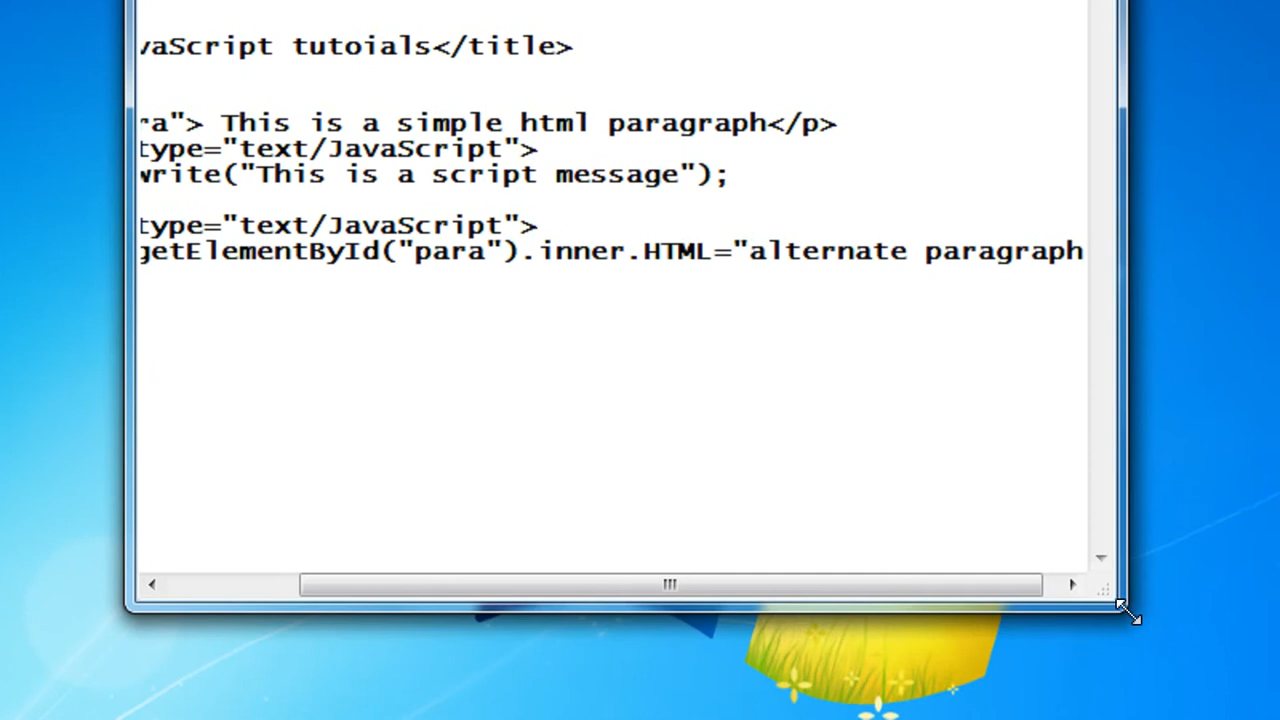 vaScript tutoials</title>
ra"> This is a simple html paragraph</p>
type="text/JavaScript">
write("This is a script message");
type="text/JavaScript">
getElementById("para").inner.HTML="alternate paragraph